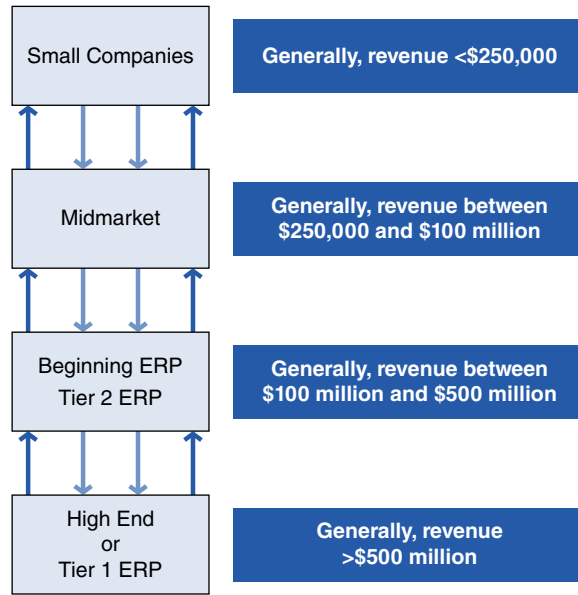 Small Companies
Generally, revenue <$250,000
Midmarket
Generally, revenue between
$250,000 and $100 million
Beginning ERP
Tier 2 ERP
Generally, revenue between
$100 million and $500 million
High End
or
Tier 1 ERP
Generally, revenue
>$500 million